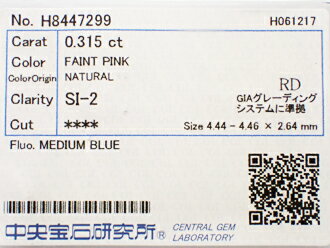 No. H8447299 H061217
Carat 0.315 ct
Color FAINT PINK
ColorOrigin NATURAL
RD
Clarity SI-2
GIAグレーディング
システムに準拠
Cut ****
Size 4.44 - 4.46 × 2.64 mm
Fluo. MEDIUM BLUE
中央宝石研究所® CENTRAL GEM
LABORATORY